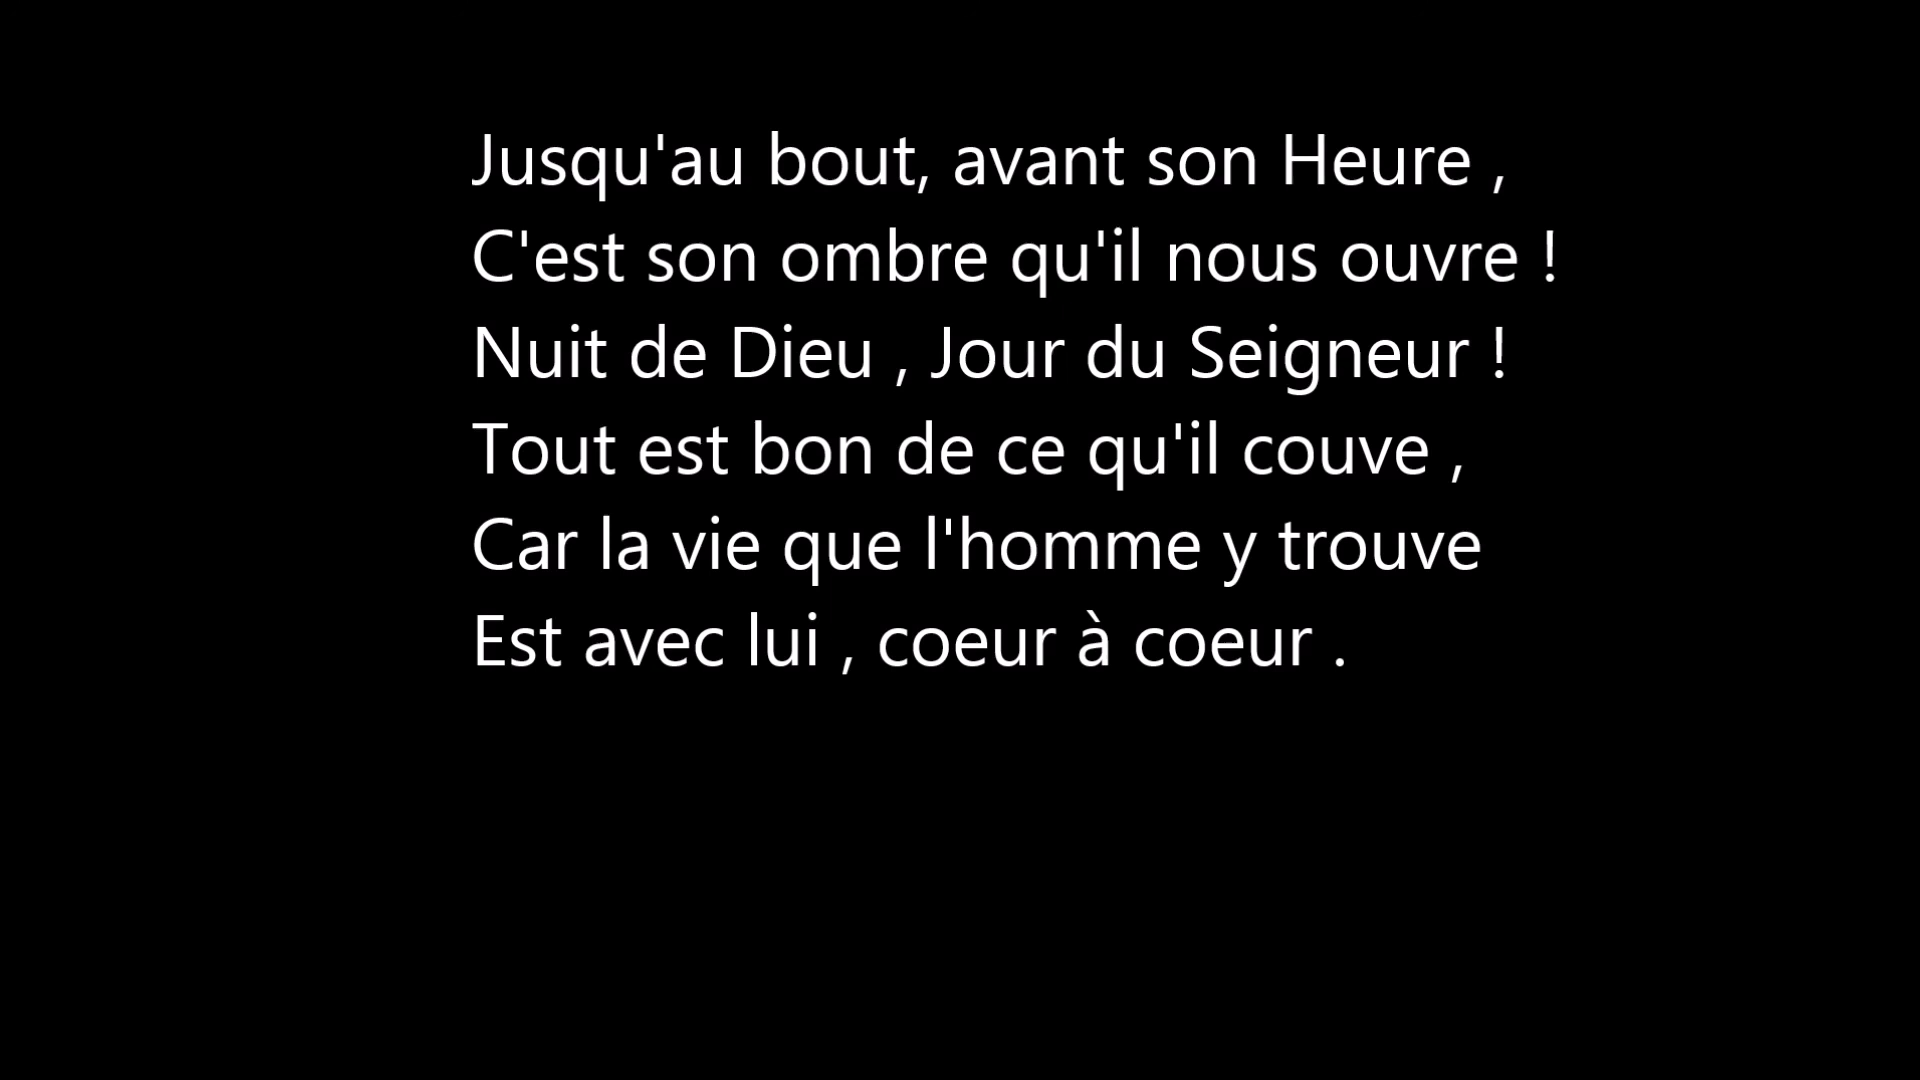 Jusqu'au bout, avant son Heure ,
C'est son ombre qu'il nous ouvre !
Nuit de Dieu , Jour du Seigneur !
Tout est bon de ce qu'il couve ,
Car la vie que l'homme y trouve
Est avec lui , coeur à coeur .